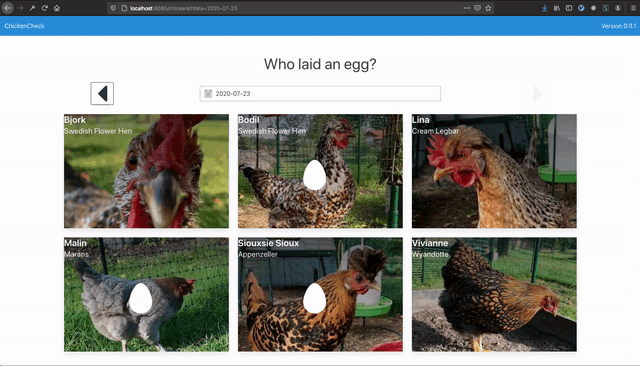 localhost:8085/chickens?date=2020-07-23
ChickenCheck
Version 0.0.1
Who laid an egg?
2020-07-23
Bjork
Swedish Flower Hen
Bodil
Swedish Flower Hen
Lina
Cream Legbar
Malin
Marans
Siouxsie Sioux
Appenzeller
Vivianne
Wyandotte